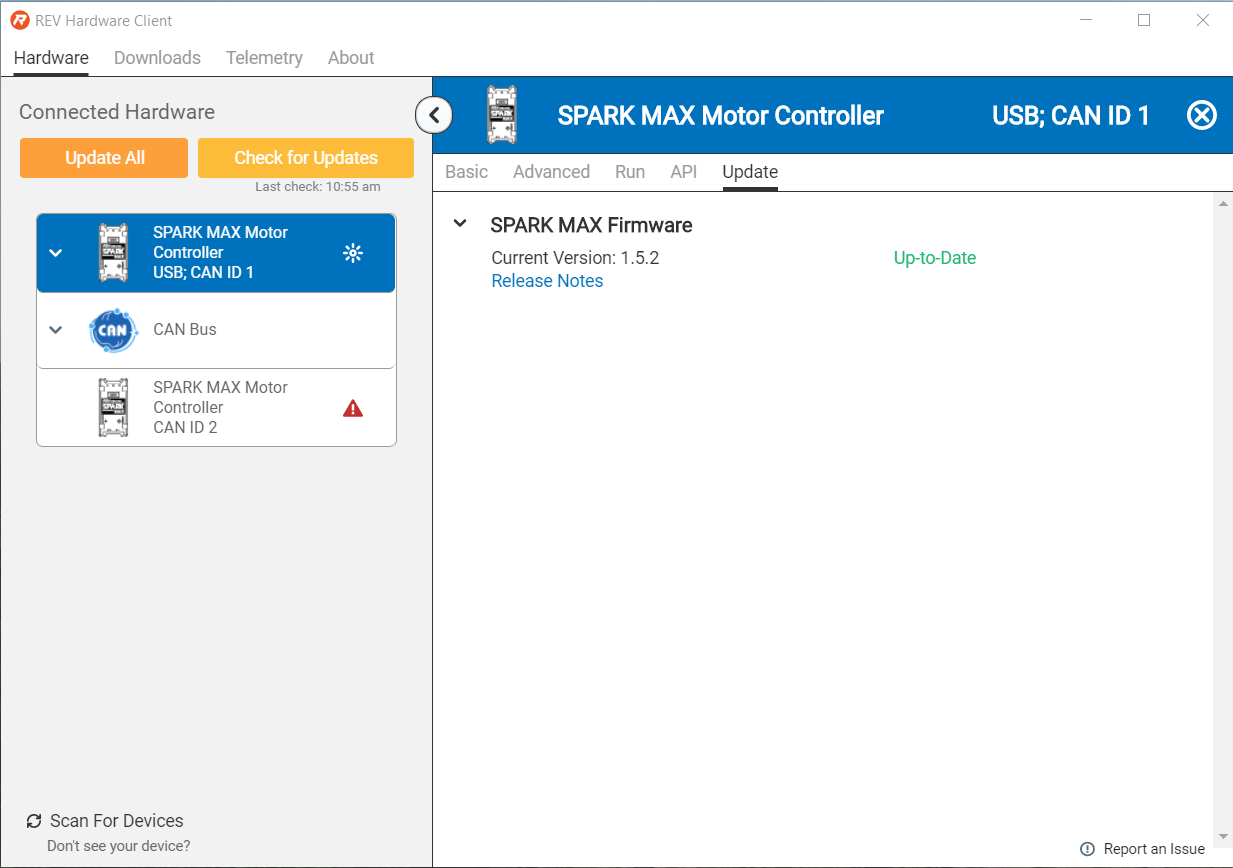 REV Hardware Client
Hardware Downloads Telemetry About
Connected Hardware
Update All Check for Updates
Last check: 10:55 am
SPARK MAX Motor
Controller
USB; CAN ID 1
CAN CAN Bus
SPARK MAX Motor
Controller
CAN ID 2
Scan For Devices
Don't see your device?
SPARK MAX Motor Controller USB; CAN ID 1
Basic Advanced Run API Update
SPARK MAX Firmware
Current Version: 1.5.2 Up-to-Date
Release Notes
Report an Issue